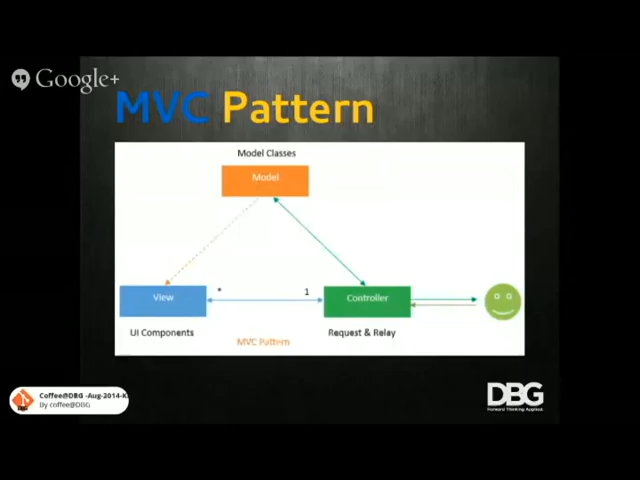 Google+
MVC Pattern
Model Classes
Model
View
*
1
Controller
UI Components
Request & Relay
MVC Pattern
Coffee@DBG -Aug-2014-K
By coffee@DBG
DBG
Forward Thinking Applied.